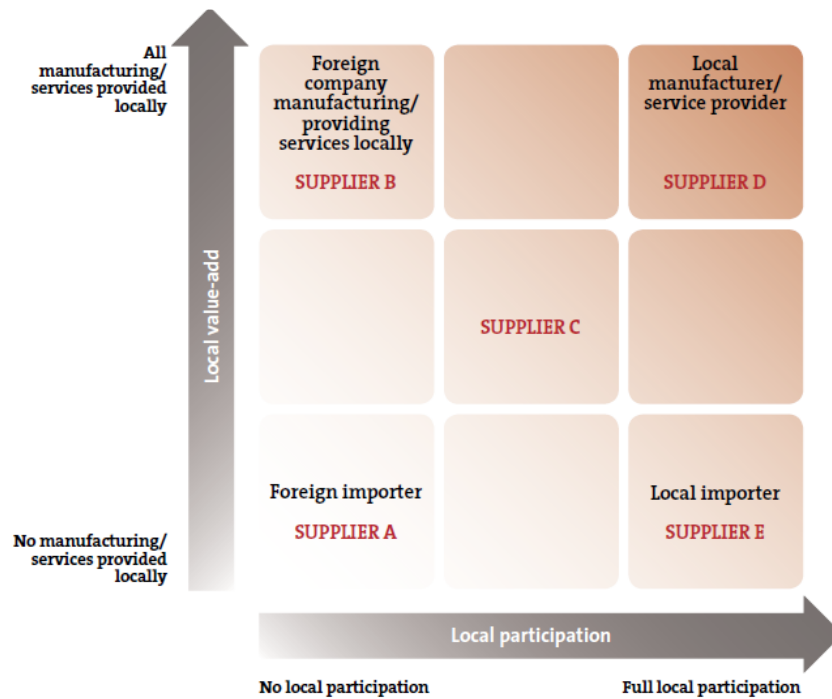 All
manufacturing/
services provided
locally
Foreign
company
manufacturing/
providing
services locally
SUPPLIER B
Local
manufacturer/
service provider
SUPPLIER D
Local value-add
SUPPLIER C
Foreign importer
SUPPLIER A
Local importer
SUPPLIER E
No manufacturing/
services provided
locally
Local participation
No local participation
Full local participation